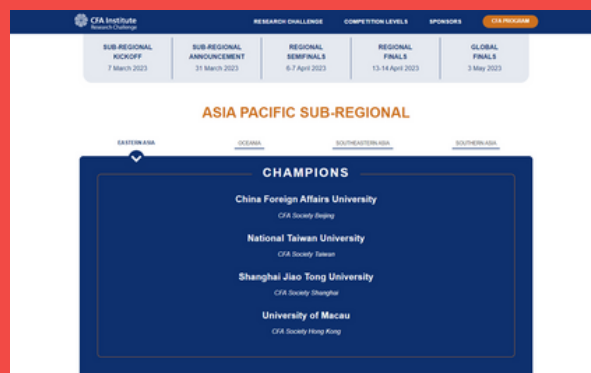 CFA Institute
Research Challenge
RESEARCH CHALLENGE COMPETITION LEVELS SPONSORS CFA PROGRAM
SUB-REGIONAL KICKOFF
7 March 2023
SUB-REGIONAL ANNOUNCEMENT
31 March 2023
REGIONAL SEMIFINALS
6-7 April 2023
REGIONAL FINALS
13-14 April 2023
GLOBAL FINALS
3 May 2023
ASIA PACIFIC SUB-REGIONAL
EASTERN ASIA OCEANIA SOUTHEASTERN ASIA SOUTHERN ASIA
CHAMPIONS
China Foreign Affairs University
CFA Society Beijing
National Taiwan University
CFA Society Taiwan
Shanghai Jiao Tong University
CFA Society Shanghai
University of Macau
CFA Society Hong Kong